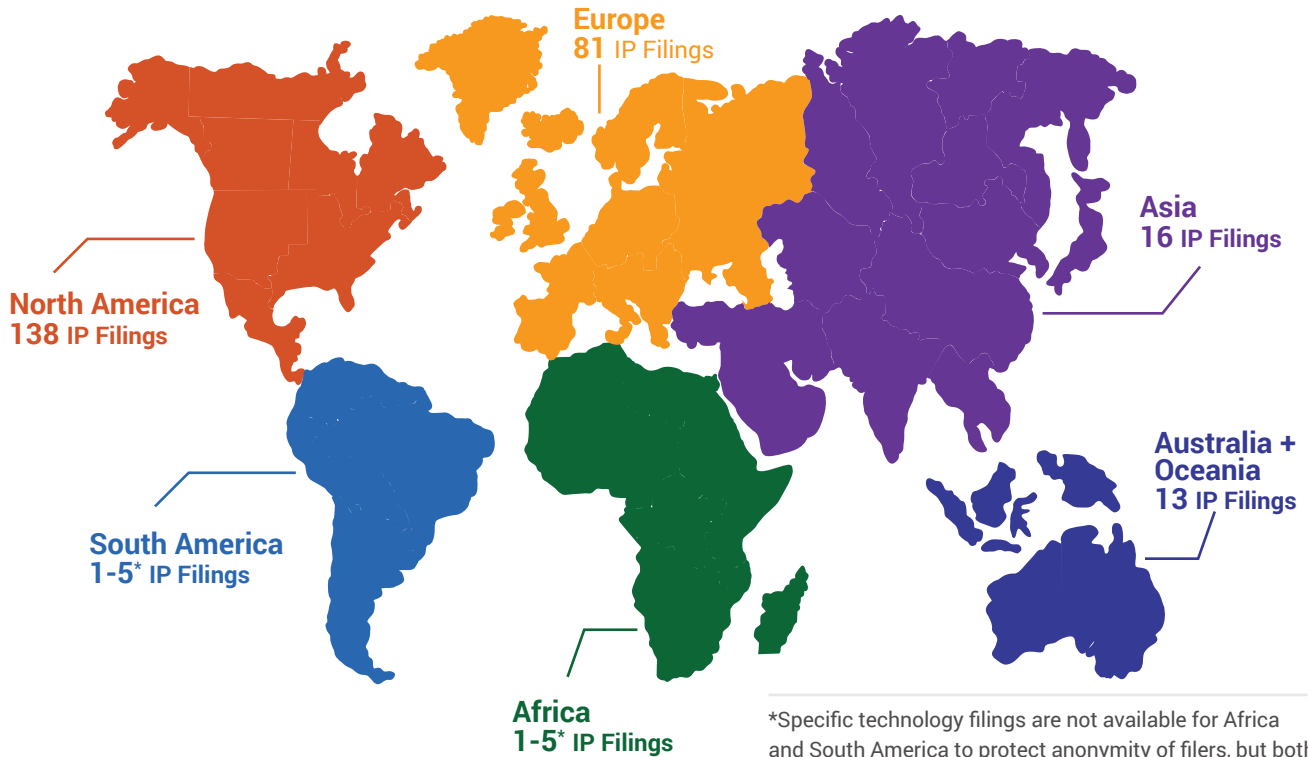 Europe
81 IP Filings
Asia
16 IP Filings
North America
138 IP Filings
Australia +
Oceania
13 IP Filings
South America
1-5* IP Filings
Africa
1-5* IP Filings
*Specific technology filings are not available for Africa
and South America to protect anonymity of filers, but both